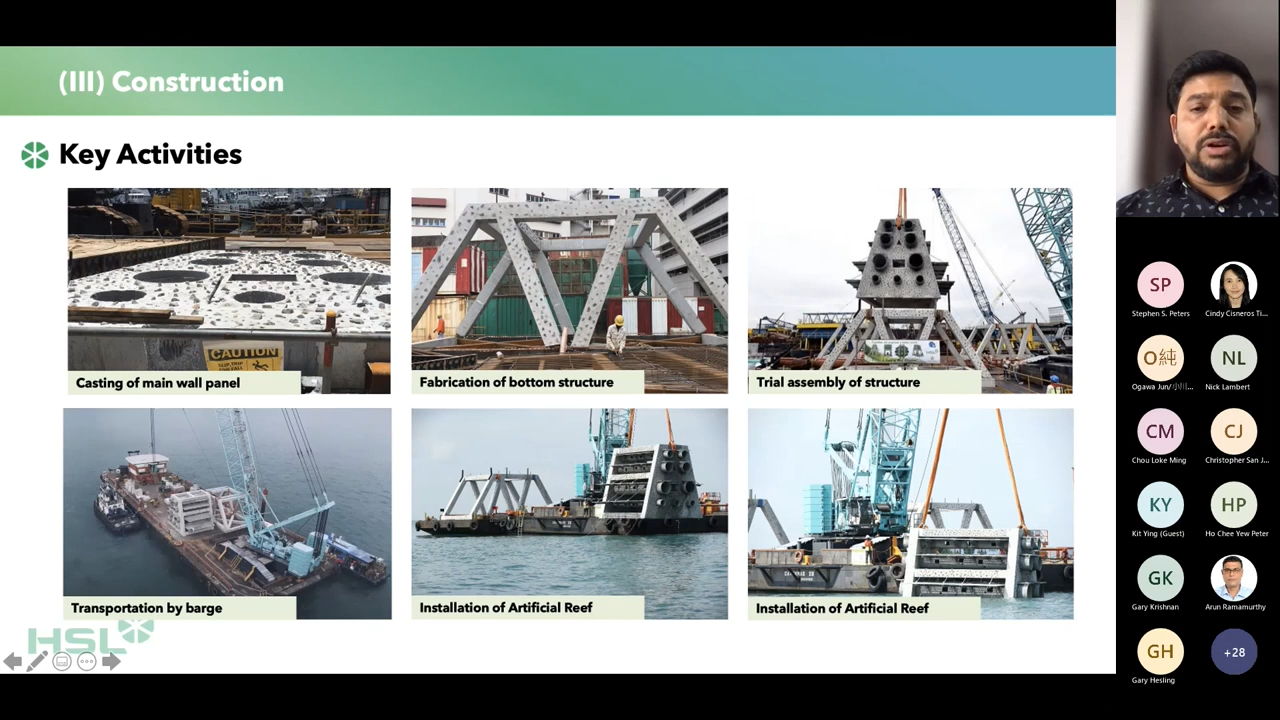 (III) Construction
Key Activities
CAUTION
Casting of main wall panel
Fabrication of bottom structure
Trial assembly of structure
Transportation by barge
Installation of Artificial Reef
Installation of Artificial Reef
HSL
SP
Stephen S. Peters
Cindy Cisneros Ti...
O純
Ogawa Jun/小川...
NL
Nick Lambert
CM
Chou Loke Ming
CJ
Christopher San J...
KY
Kit Ying (Guest)
HP
Ho Chee Yew Peter
GK
Gary Krishnan
Arun Ramamurthy
GH
Gary Hesling
+28